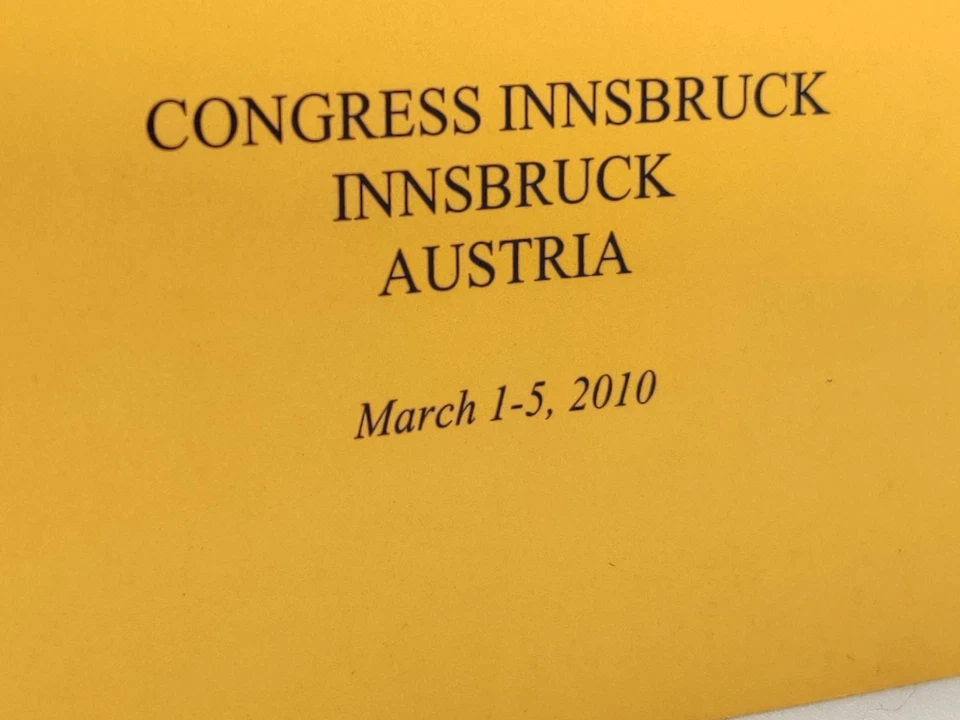 CONGRESS INNSBRUCK
INNSBRUCK
AUSTRIA
March 1-5, 2010